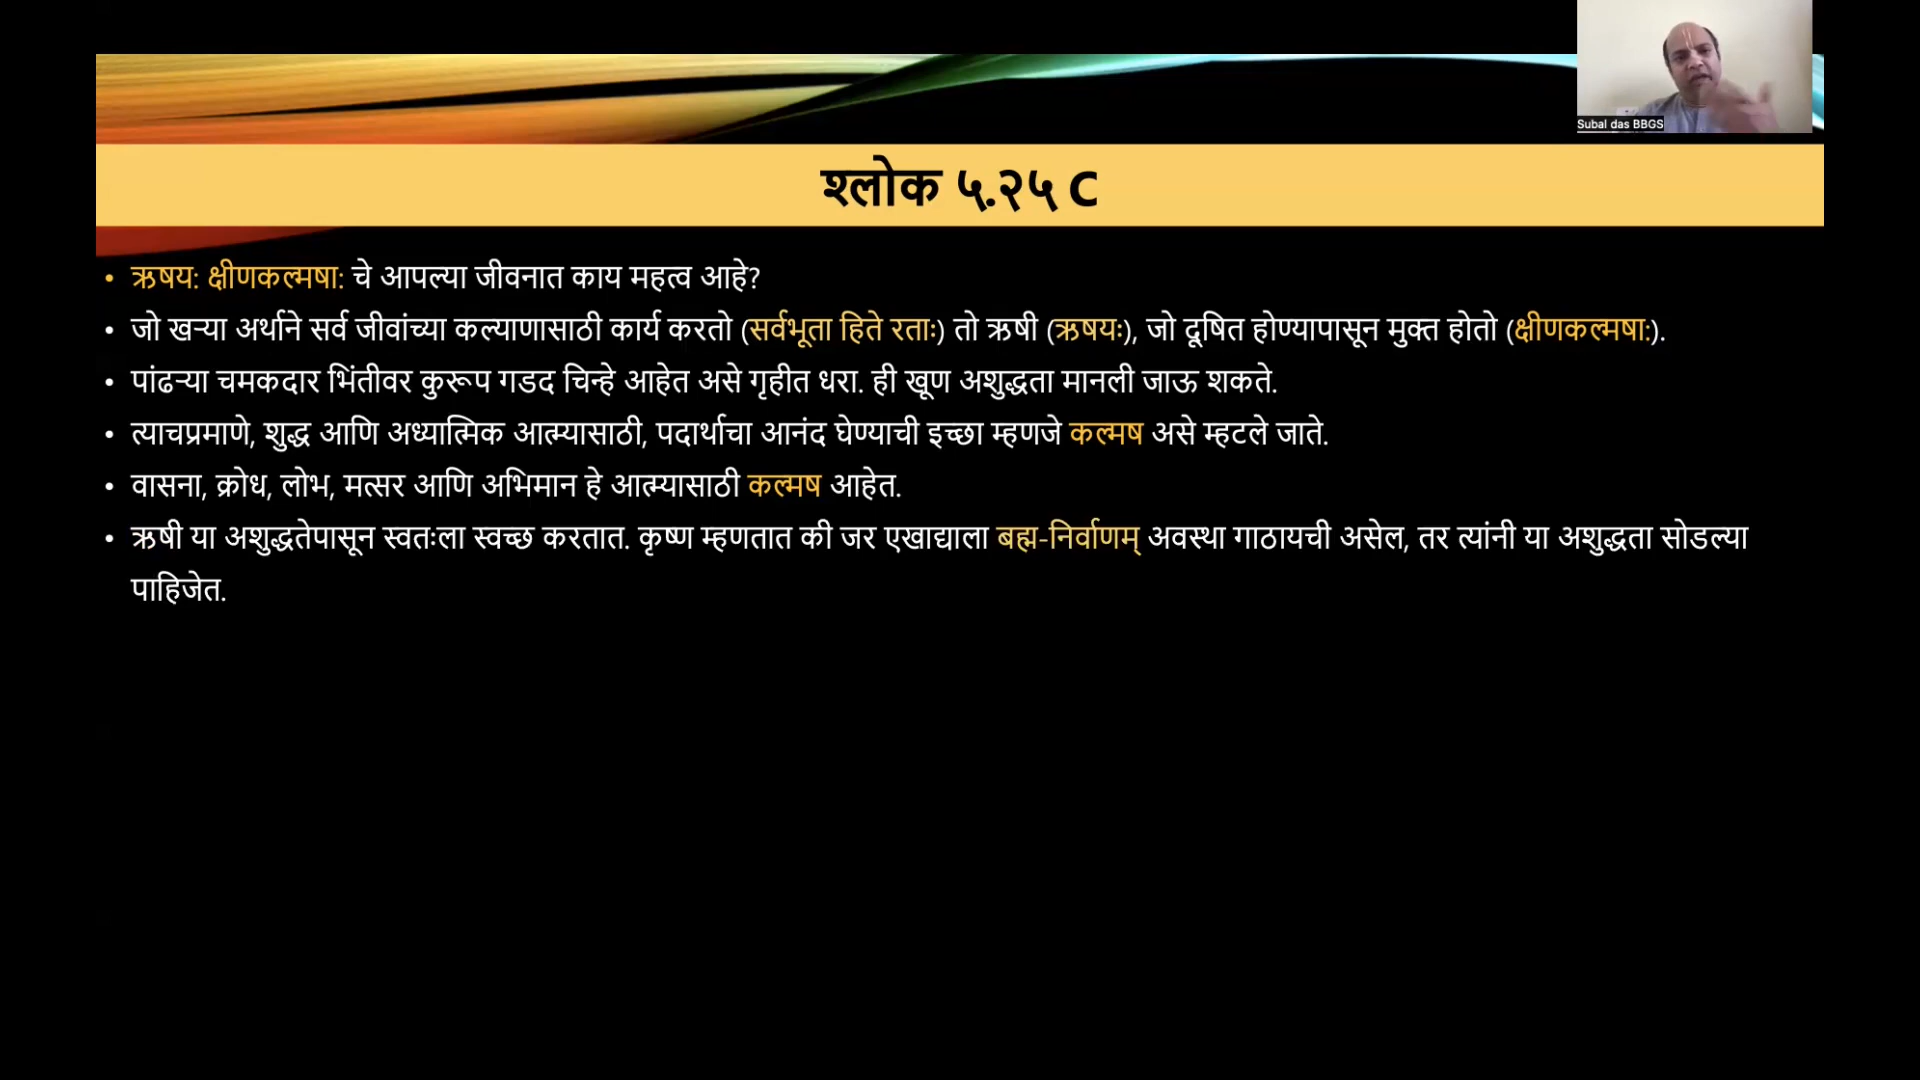 Subal das BBGS
श्लोक ५.२५ C
• ऋषय: क्षीणकल्मषा: चे आपल्या जीवनात काय महत्व आहे?
• जो खऱ्या अर्थाने सर्व जीवांच्या कल्याणासाठी कार्य करतो (सर्वभूता हिते रताः) तो ऋषी (ऋषयः), जो दूषित होण्यापासून मुक्त होतो (क्षीणकल्मषा:).
• पांढऱ्या चमकदार भिंतीवर कुरूप गडद चिन्हे आहेत असे गृहीत धरा. ही खूण अशुद्धता मानली जाऊ शकते.
• त्याचप्रमाणे, शुद्ध आणि अध्यात्मिक आत्म्यासाठी, पदार्थाचा आनंद घेण्याची इच्छा म्हणजे कल्मष असे म्हटले जाते.
• वासना, क्रोध, लोभ, मत्सर आणि अभिमान हे आत्म्यासाठी कल्मष आहेत.
• ऋषी या अशुद्धतेपासून स्वतःला स्वच्छ करतात. कृष्ण म्हणतात की जर एखाद्याला बह्म-निर्वाणम् अवस्था गाठायची असेल, तर त्यांनी या अशुद्धता सोडल्या
पाहिजेत.